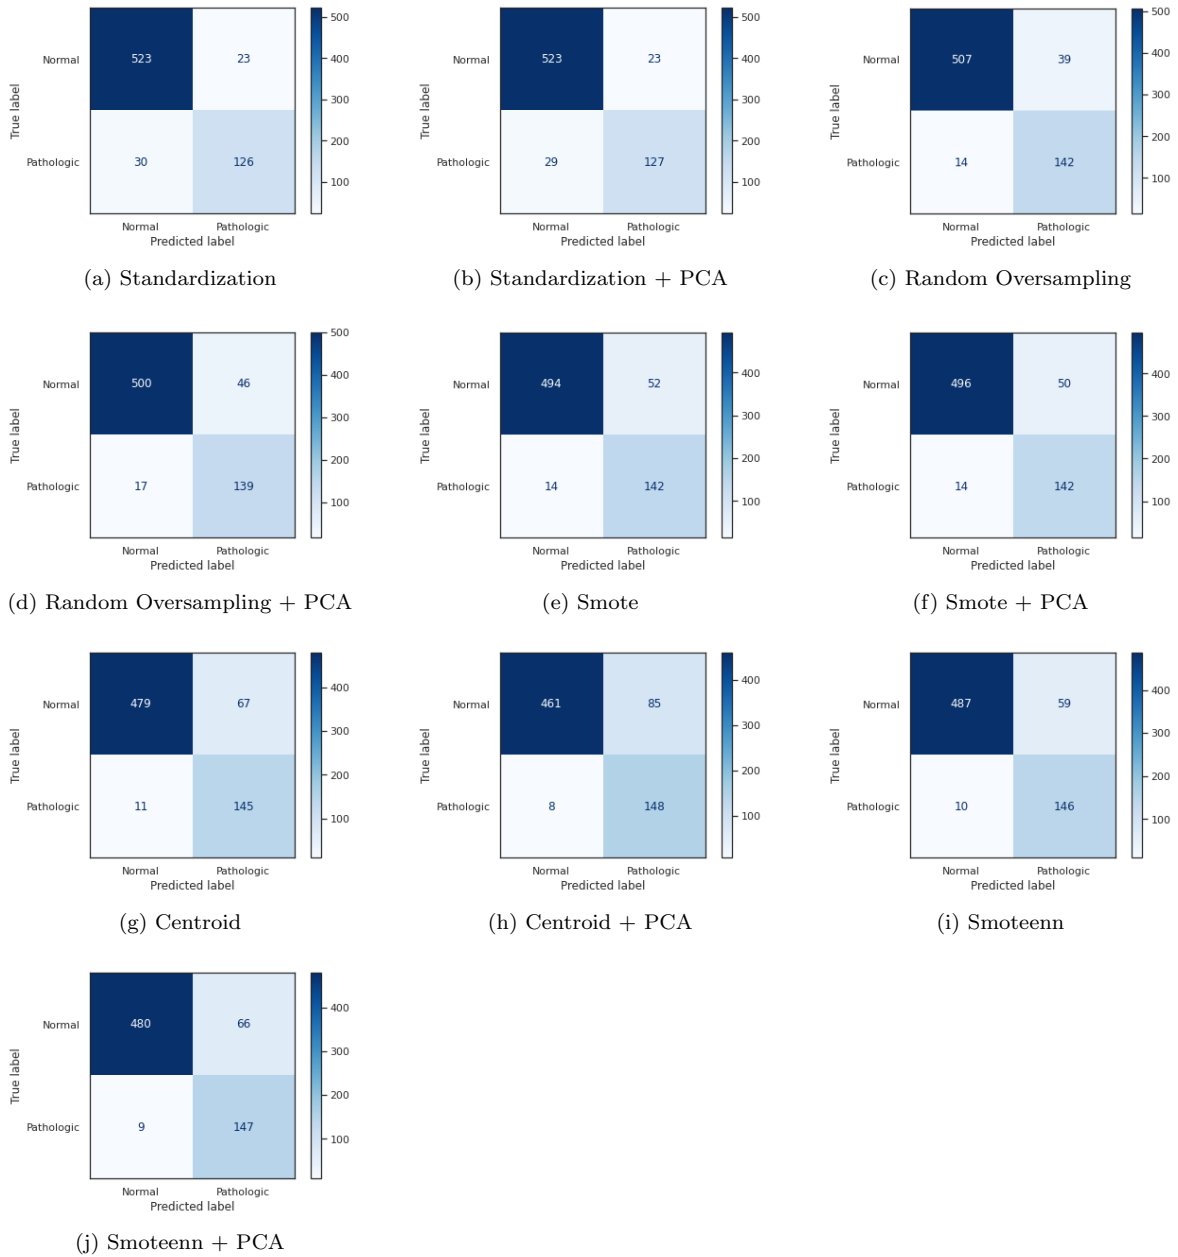 Normal 523 23
Pathologic 30 126
Normal Pathologic
Predicted label
True label
500
400
300
200
100
(a) Standardization
Normal 523 23
Pathologic 29 127
Normal Pathologic
Predicted label
True label
500
400
300
200
100
(b) Standardization + PCA
Normal 507 39
Pathologic 14 142
Normal Pathologic
Predicted label
True label
500
400
300
200
100
(c) Random Oversampling
Normal 500 46
Pathologic 17 139
Normal Pathologic
Predicted label
True label
500
400
300
200
100
(d) Random Oversampling + PCA
Normal 494 52
Pathologic 14 142
Normal Pathologic
Predicted label
True label
400
300
200
100
(e) Smote
Normal 496 50
Pathologic 14 142
Normal Pathologic
Predicted label
True label
400
300
200
100
(f) Smote + PCA
Normal 479 67
Pathologic 11 145
Normal Pathologic
Predicted label
True label
400
300
200
100
(g) Centroid
Normal 461 85
Pathologic 8 148
Normal Pathologic
Predicted label
True label
400
300
200
100
(h) Centroid + PCA
Normal 487 59
Pathologic 10 146
Normal Pathologic
Predicted label
True label
400
300
200
100
(i) Smoteenn
Normal 480 66
Pathologic 9 147
Normal Pathologic
Predicted label
True label
400
300
200
100
(j) Smoteenn + PCA